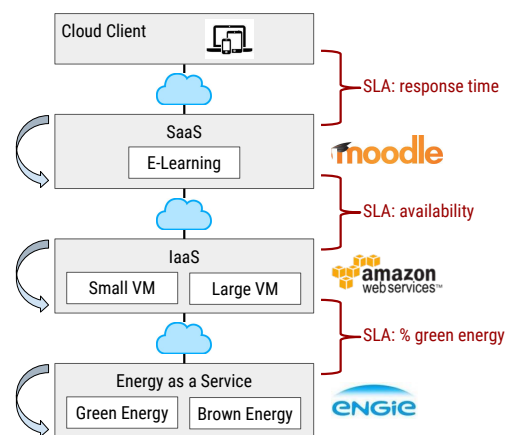 Cloud Client
SLA: response time
SaaS
E-Learning
moodle
SLA: availability
IaaS
Small VM
Large VM
amazon
web services™
SLA: % green energy
Energy as a Service
Green Energy
Brown Energy
ENGIE